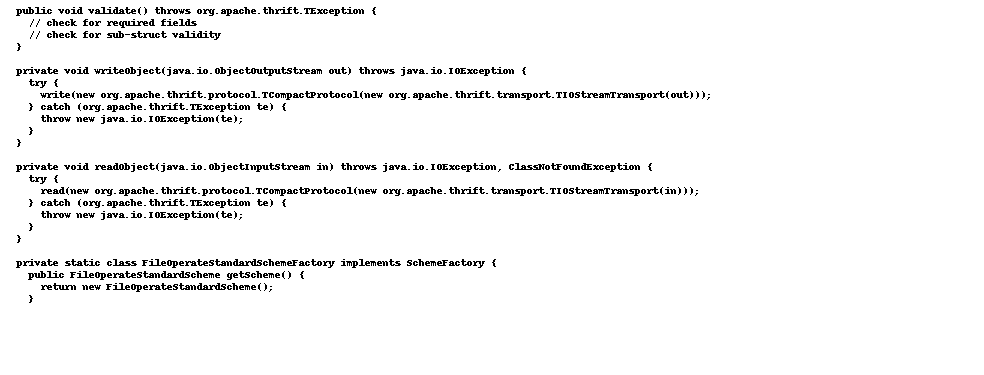 public void validate() throws org.apache.thrift.TException {
  // check for required fields
  // check for sub-struct validity
}
private void writeObject(java.io.ObjectOutputStream out) throws java.io.IOException {
  try {
    write(new org.apache.thrift.protocol.TCompactProtocol(new org.apache.thrift.transport.TIOStreamTransport(out)));
  } catch (org.apache.thrift.TException te) {
    throw new java.io.IOException(te);
  }
}
private void readObject(java.io.ObjectInputStream in) throws java.io.IOException, ClassNotFoundException {
  try {
    read(new org.apache.thrift.protocol.TCompactProtocol(new org.apache.thrift.transport.TIOStreamTransport(in)));
  } catch (org.apache.thrift.TException te) {
    throw new java.io.IOException(te);
  }
}
private static class FileOperateStandardSchemeFactory implements SchemeFactory {
  public FileOperateStandardScheme getScheme() {
    return new FileOperateStandardScheme();
  }